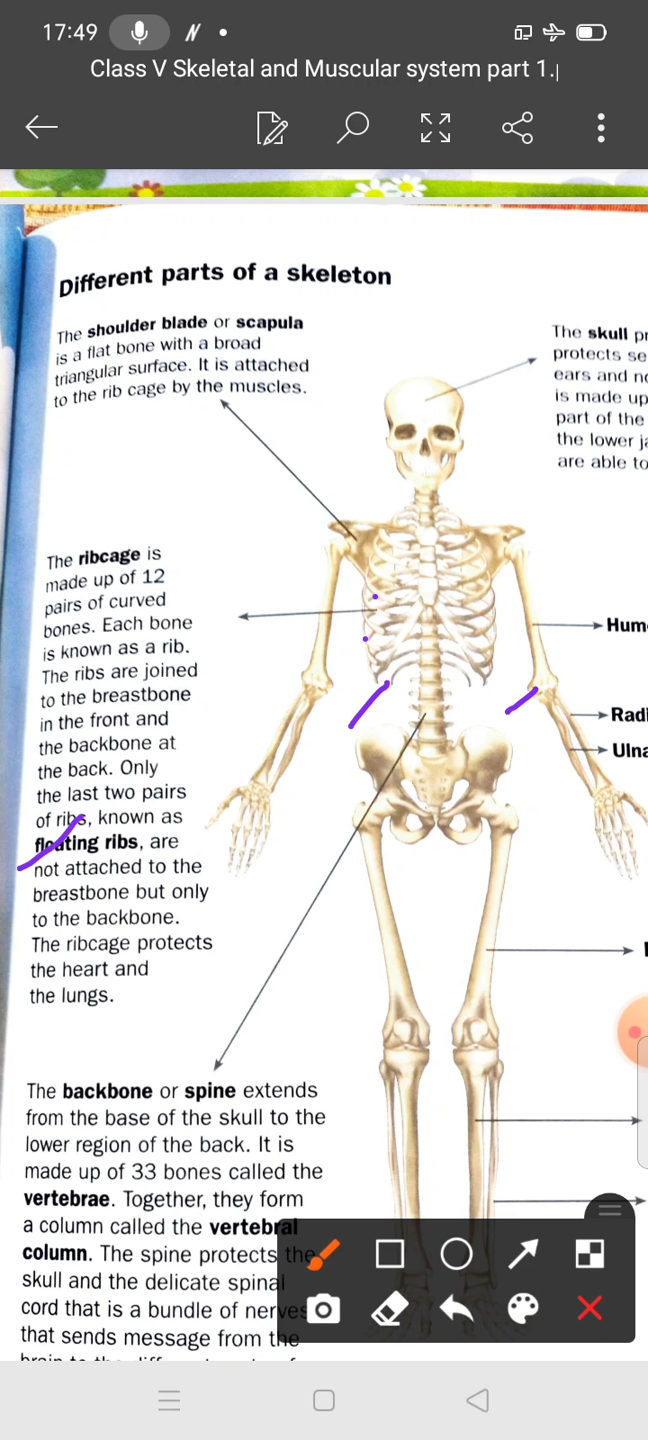 17:49
Class V Skeletal and Muscular system part 1.
Different parts of a skeleton
The shoulder blade or scapula
is a flat bone with a broad
triangular surface. It is attached
to the rib cage by the muscles.
The skull pr
protects se
ears and n
is made up
part of the
the lower ja
are able to
The ribcage is
made up of 12
pairs of curved
bones. Each bone
is known as a rib.
The ribs are joined
to the breastbone
in the front and
the backbone at
the back. Only
the last two pairs
of ribs, known as
floating ribs, are
not attached to the
breastbone but only
to the backbone.
The ribcage protects
the heart and
the lungs.
Hum
Radi
Ulna
The backbone or spine extends
from the base of the skull to the
lower region of the back. It is
made up of 33 bones called the
vertebrae. Together, they form
a column called the vertebral
column. The spine protects the
skull and the delicate spinal
cord that is a bundle of nerves
that sends message from the